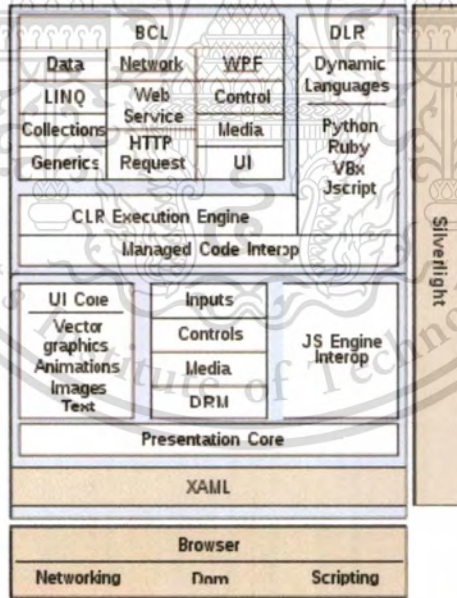 BCL
Data
LINQ
Collections
Generics
Network
Web
Service
HTTP
Request
WPF
Control
Media
UI
DLR
Dynamic
Languages
Python
Ruby
VBx
Jscript
CLR Execution Engine
Managed Code Interop
UI Core
Vector
graphics
Animations
Images
Text
Inputs
Controls
Media
DRM
JS Engine
Interop
Presentation Core
XAML
Silverlight
Browser
Networking Dom Scripting
Institute of